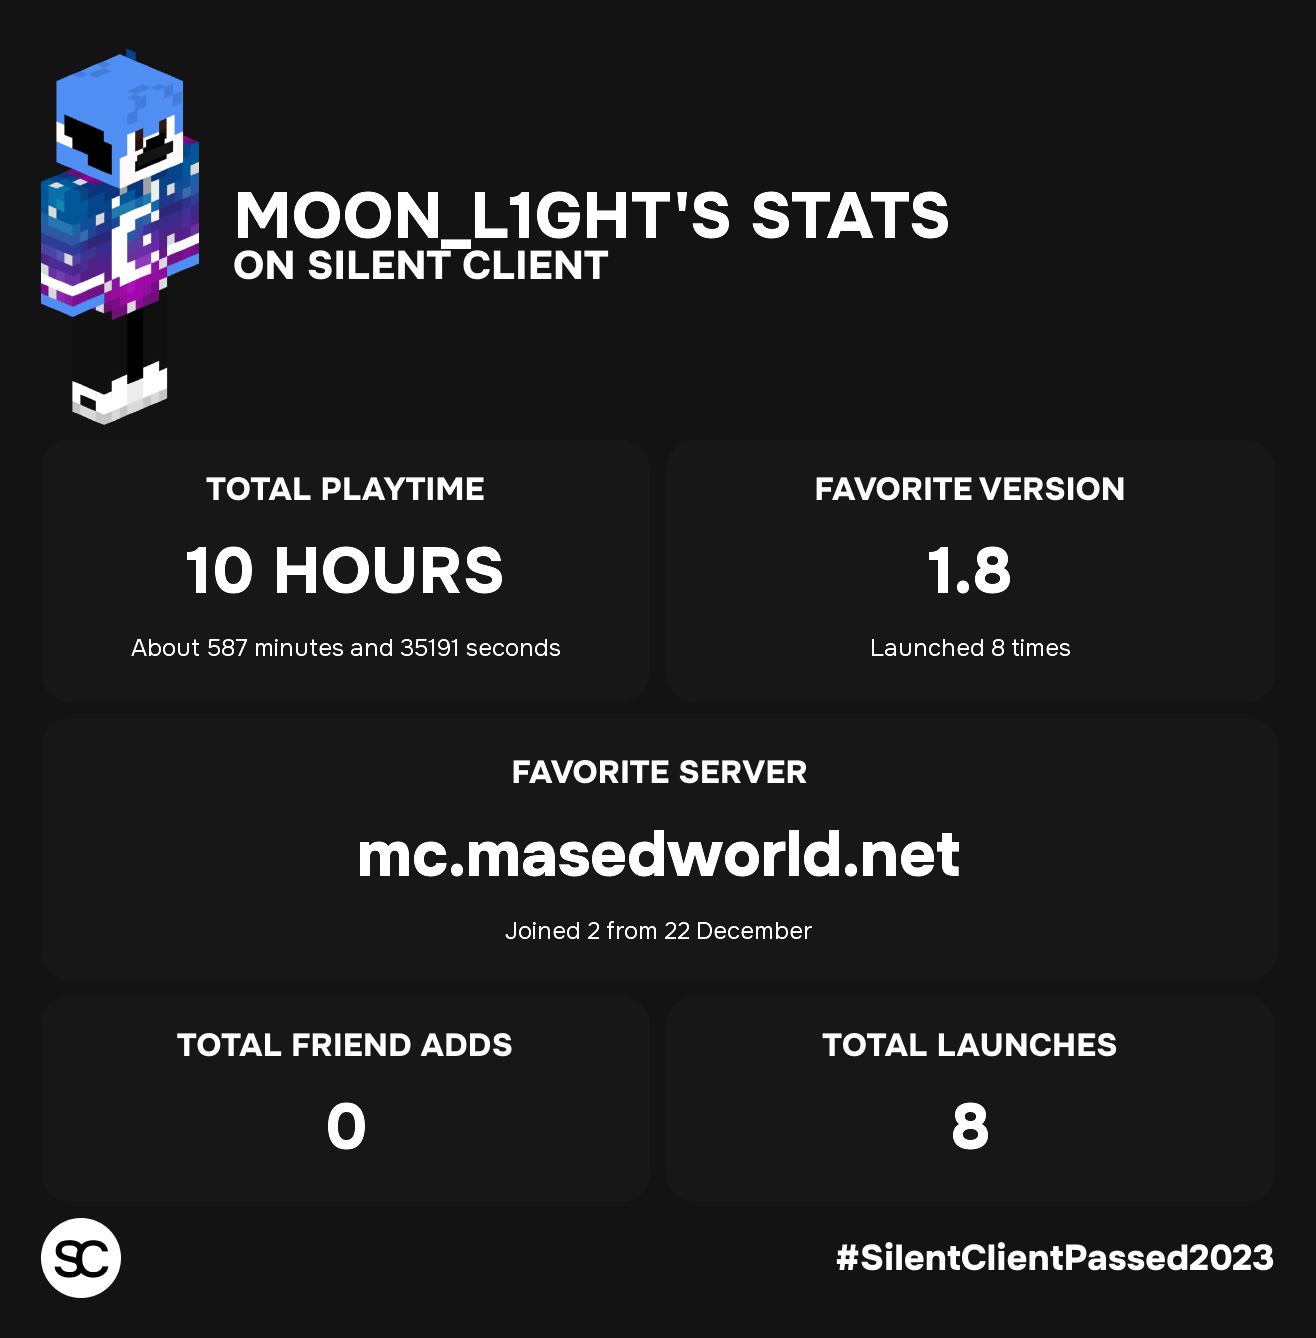 MOON_L1GHT'S STATS
ON SILENT CLIENT
TOTAL PLAYTIME
10 HOURS
About 587 minutes and 35191 seconds
FAVORITE VERSION
1.8
Launched 8 times
FAVORITE SERVER
mc.masedworld.net
Joined 2 from 22 December
TOTAL FRIEND ADDS
0
TOTAL LAUNCHES
8
SC
#SilentClientPassed2023